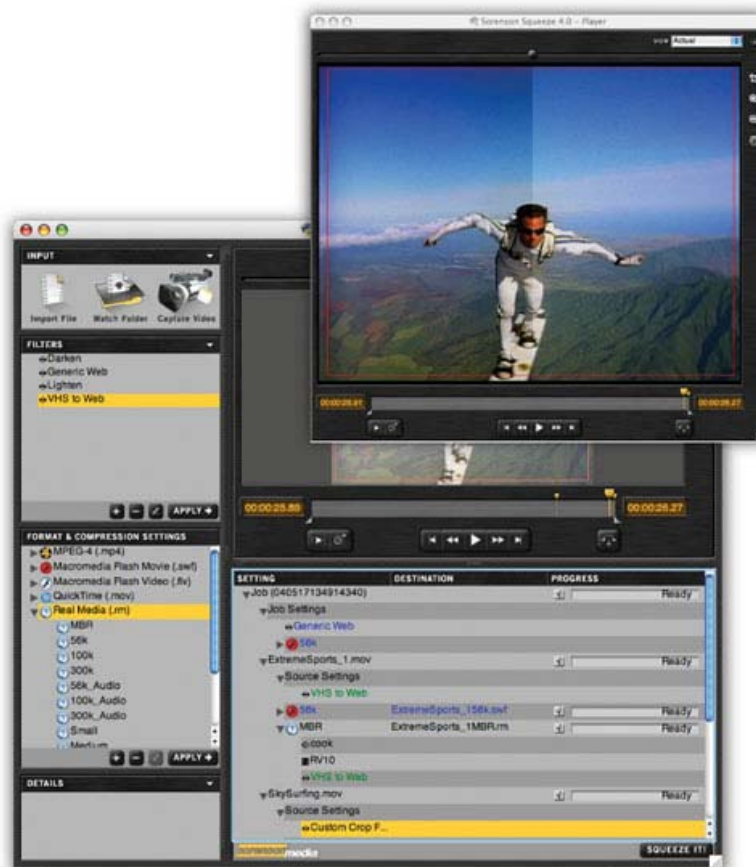 Sorenson Squeeze 4.0 - Player
VIEW Actual
00:00:25.91
00:00:26.27
INPUT
Import File Watch Folder Capture Video
FILTERS
Darken
Generic Web
Lighten
VHS to Web
APPLY
00:00:25.89
00:00:26.27
FORMAT & COMPRESSION SETTINGS
MPEG-4 (.mp4)
Macromedia Flash Movie (.swf)
Macromedia Flash Video (.flv)
QuickTime (.mov)
Real Media (.rm)
MBR
56k
100k
300k
56k_Audio
100k_Audio
300k_Audio
Small
Medium
APPLY
DETAILS
SETTING DESTINATION PROGRESS
Job (040517134914340) Ready
Job Settings
Generic Web
56k
ExtremeSports_1.mov Ready
Source Settings
VHS to Web
56k ExtremeSports_156k.swf Ready
MBR ExtremeSports_1MBR.rm Ready
cook
RV10
VHS to Web
SkySurfing.mov Ready
Source Settings
Custom Crop F...
sorensonmedia
SQUEEZE IT!